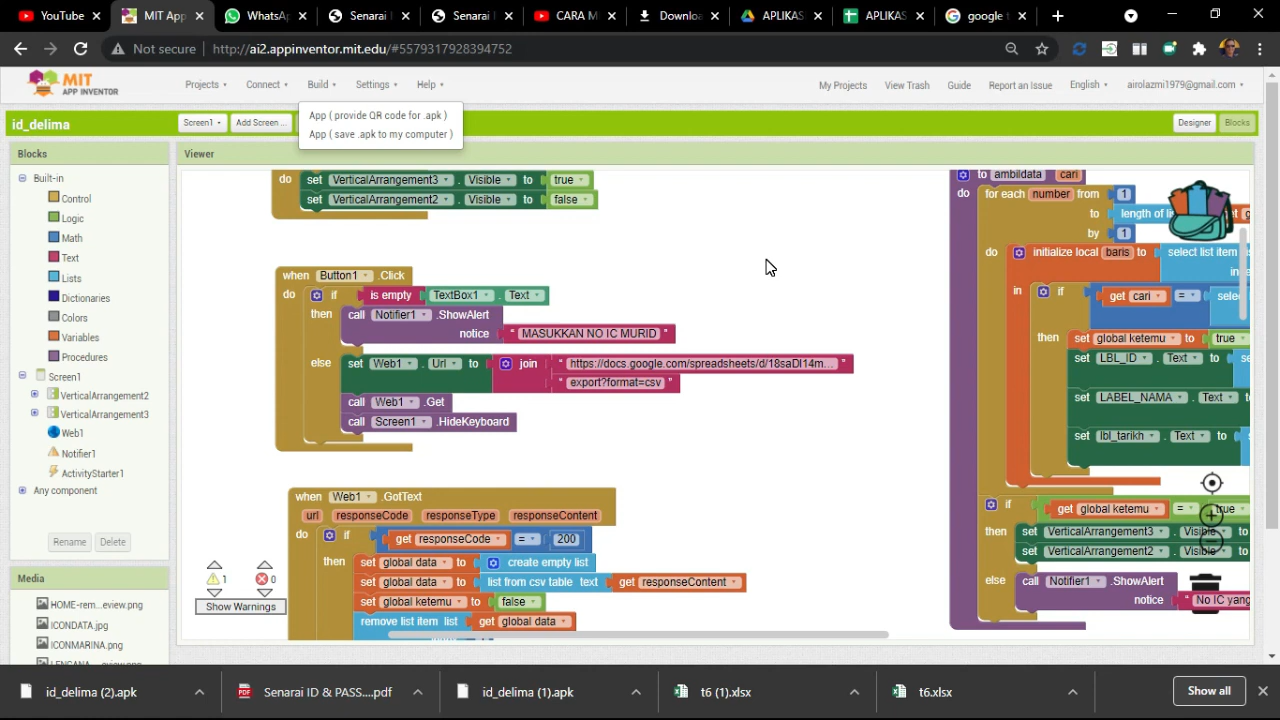 YouTube
MIT App
WhatsA
Senarai
Senarai
CARA M
Downlo
APLIKAS
APLIKAS
google
Not secure
http://ai2.appinventor.mit.edu/#5579317928394752
MIT
APP INVENTOR
Projects
Connect
Build
Settings
Help
My Projects
View Trash
Guide
Report an Issue
English
airolazmi1979@gmail.com
App ( provide QR code for .apk )
App ( save .apk to my computer )
id_delima
Screen1
Add Screen ...
Designer
Blocks
Blocks
Viewer
Built-in
Control
Logic
Math
Text
Lists
Dictionaries
Colors
Variables
Procedures
Screen1
VerticalArrangement2
VerticalArrangement3
Web1
Notifier1
ActivityStarter1
Any component
Rename
Delete
Media
HOME-rem...eview.png
ICONDATA.jpg
ICONMARINA.png
do set VerticalArrangement3 . Visible to true
set VerticalArrangement2 . Visible to false
when Button1 .Click
do if is empty TextBox1 . Text
then call Notifier1 .ShowAlert
notice " MASUKKAN NO IC MURID "
else set Web1 . Url to join " https://docs.google.com/spreadsheets/d/18saDl14m... "
" export?format=csv "
call Web1 .Get
call Screen1 .HideKeyboard
when Web1 .GotText
url responseCode responseType responseContent
do if get responseCode = 200
then set global data to create empty list
set global data to list from csv table text get responseContent
set global ketemu to false
remove list item list get global data
1
0
Show Warnings
to ambildata cari
do for each number from 1
to length of lis
by 1
do initialize local baris to select list item
in if get cari =
then set global ketemu to
set LBL_ID . Text to
set LABEL_NAMA . Text to
set lbl_tarikh . Text to
if get global ketemu = true
then set VerticalArrangement3 . Visible to
set VerticalArrangement2 . Visible to
else call Notifier1 .ShowAlert
notice " No IC yang
id_delima (2).apk
Senarai ID & PASS....pdf
id_delima (1).apk
t6 (1).xlsx
t6.xlsx
Show all